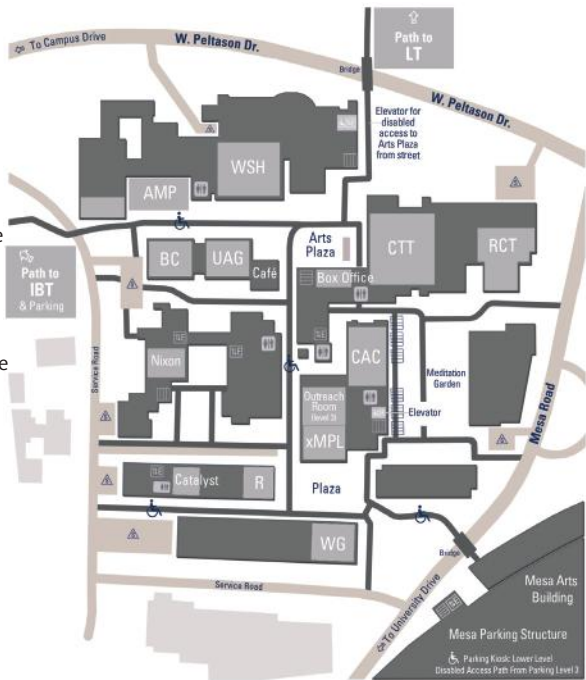 To Campus Drive
W. Peltason Dr.
Path to
LT
Bridge
W. Peltason Dr.
Elevator for
disabled
access to
Arts Plaza
from street
WSH
AMP
e
Arts
Plaza
CTT
RCT
BC
UAG
Café
Box Office
Path to
IBT
& Parking
Service Road
Nixon
CAC
Meditation
Garden
e
Outreach
Room
(level 3)
Elevator
Mesa Road
xMPL
Catalyst
R
Plaza
WG
Bridge
Service Road
To University Drive
Mesa Arts
Building
Mesa Parking Structure
Parking Kiosk: Lower Level
Disabled Access Path From Parking Level 3